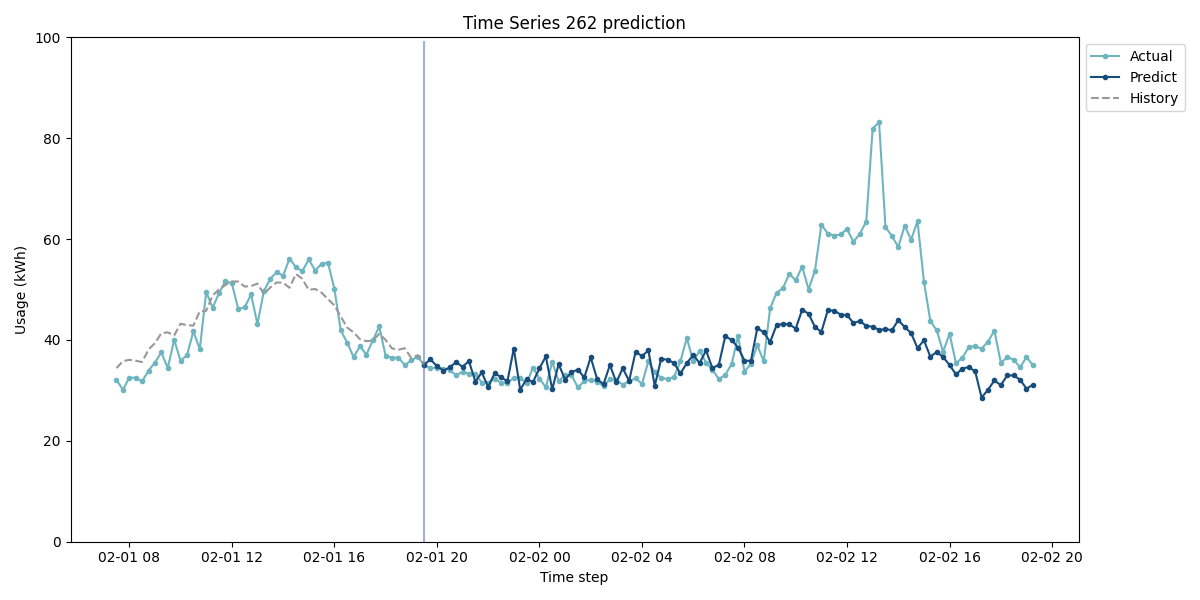 Time Series 262 prediction
Usage (kWh)
100
80
60
40
20
0
02-01 08
02-01 12
02-01 16
02-01 20
02-02 00
02-02 04
02-02 08
02-02 12
02-02 16
02-02 20
Time step
Actual
Predict
History